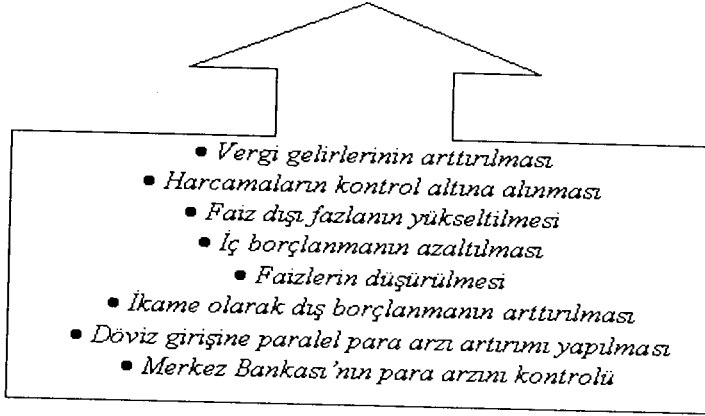 • Vergi gelirlerinin arttırılması
• Harcamaların kontrol altına alınması
• Faiz dışı fazlanın yükseltilmesi
• İç borçlanmanın azaltılması
• Faizlerin düşürülmesi
• İkame olarak dış borçlanmanın arttırılması
• Döviz girişine paralel para arzı artırımı yapılması
• Merkez Bankası'nın para arzını kontrolü